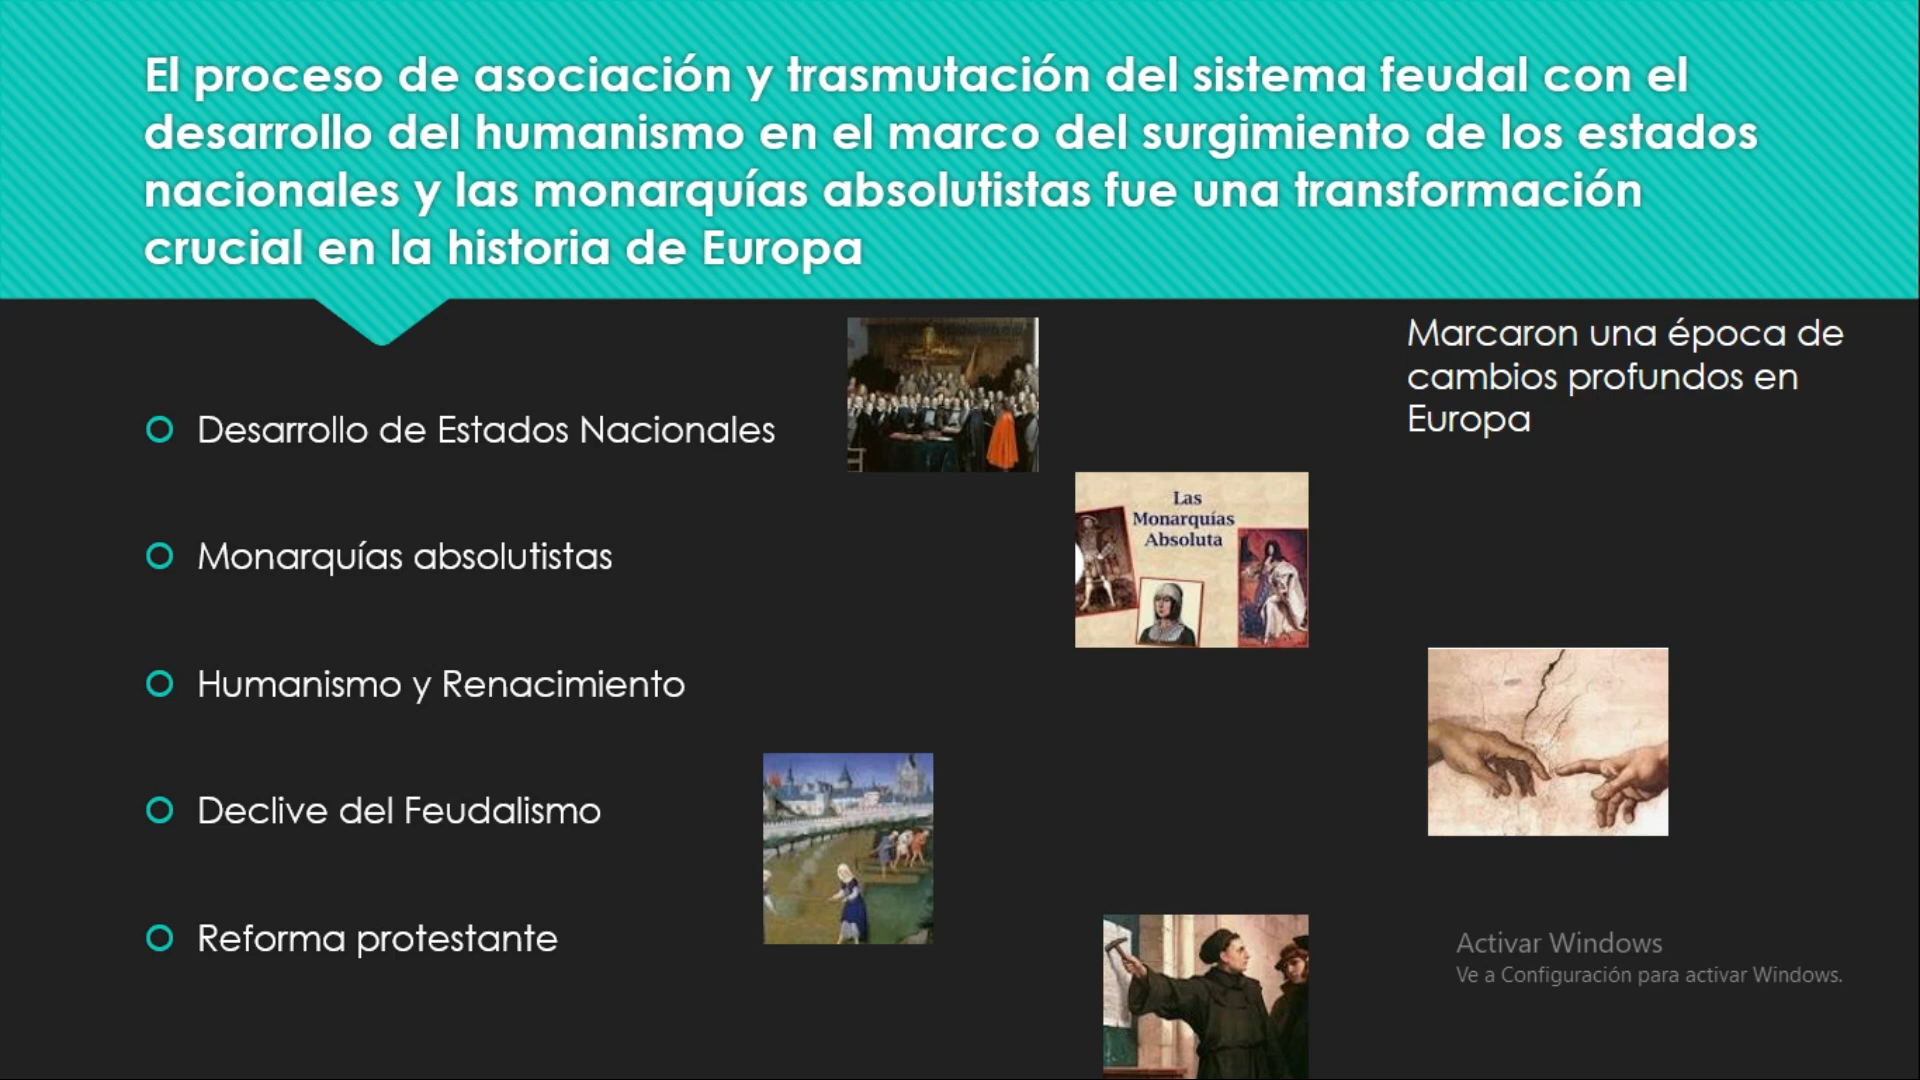 El proceso de asociación y trasmutación del sistema feudal con el
desarrollo del humanismo en el marco del surgimiento de los estados
nacionales y las monarquías absolutistas fue una transformación
crucial en la historia de Europa
Marcaron una época de
cambios profundos en
Europa
Desarrollo de Estados Nacionales
Las
Monarquías
Absoluta
Monarquías absolutistas
Humanismo y Renacimiento
Declive del Feudalismo
Reforma protestante
Activar Windows
Ve a Configuración para activar Windows.